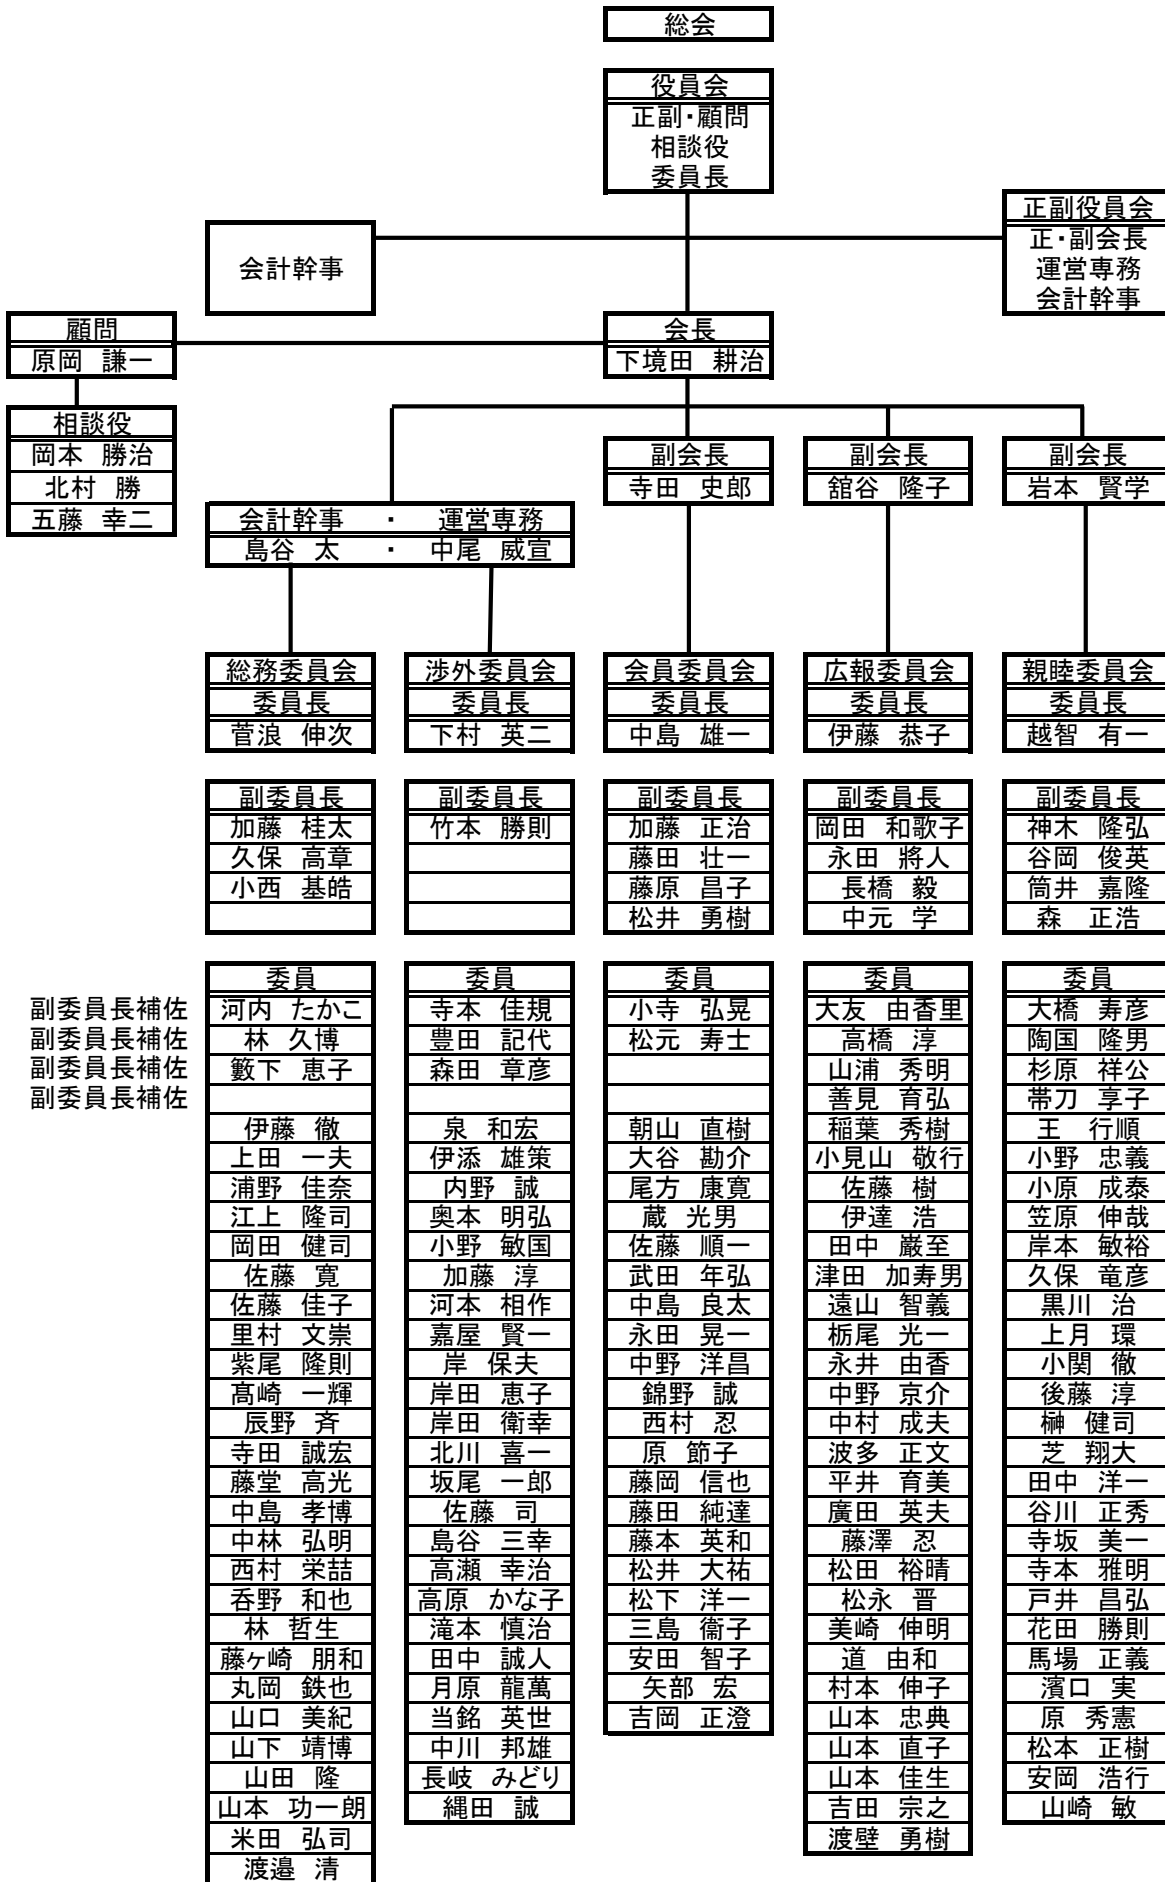 総会
役員会
正副・顧問
相談役
委員長
正副役員会
正・副会長
運営専務
会計幹事
会計幹事
顧問
原岡 謙一
会長
下境田 耕治
相談役
岡本 勝治
北村 勝
五藤 幸二
副会長
寺田 史郎
副会長
舘谷 隆子
副会長
岩本 賢学
会計幹事 ・ 運営専務
島谷 太 ・ 中尾 威宣
総務委員会
委員長
菅浪 伸次
渉外委員会
委員長
下村 英二
会員委員会
委員長
中島 雄一
広報委員会
委員長
伊藤 恭子
親睦委員会
委員長
越智 有一
副委員長
加藤 桂太
久保 高章
小西 基皓
副委員長
竹本 勝則
副委員長
加藤 正治
藤田 壮一
藤原 昌子
松井 勇樹
副委員長
岡田 和歌子
永田 將人
長橋 毅
中元 学
副委員長
神木 隆弘
谷岡 俊英
筒井 嘉隆
森 正浩
副委員長補佐
副委員長補佐
副委員長補佐
副委員長補佐
委員
河内 たかこ
林 久博
籔下 恵子
伊藤 徹
上田 一夫
浦野 佳奈
江上 隆司
岡田 健司
佐藤 寛
佐藤 佳子
里村 文崇
紫尾 隆則
髙崎 一輝
辰野 斉
寺田 誠宏
藤堂 高光
中島 孝博
中林 弘明
西村 栄喆
呑野 和也
林 哲生
藤ヶ崎 朋和
丸岡 鉄也
山口 美紀
山下 靖博
山田 隆
山本 功一朗
米田 弘司
渡邉 清
委員
寺本 佳規
豊田 記代
森田 章彦
泉 和宏
伊添 雄策
内野 誠
奥本 明弘
小野 敏国
加藤 淳
河本 相作
嘉屋 賢一
岸 保夫
岸田 恵子
岸田 衛幸
北川 喜一
坂尾 一郎
佐藤 司
島谷 三幸
高瀬 幸治
高原 かな子
滝本 慎治
田中 誠人
月原 龍萬
当銘 英世
中川 邦雄
長岐 みどり
縄田 誠
委員
小寺 弘晃
松元 寿士
朝山 直樹
大谷 勘介
尾方 康寛
蔵 光男
佐藤 順一
武田 年弘
中島 良太
永田 晃一
中野 洋昌
錦野 誠
西村 忍
原 節子
藤岡 信也
藤田 純達
藤本 英和
松井 大祐
松下 洋一
三島 衞子
安田 智子
矢部 宏
吉岡 正澄
委員
大友 由香里
高橋 淳
山浦 秀明
善見 育弘
稲葉 秀樹
小見山 敬行
佐藤 樹
伊達 浩
田中 巌至
津田 加寿男
遠山 智義
栃尾 光一
永井 由香
中野 京介
中村 成夫
波多 正文
平井 育美
廣田 英夫
藤澤 忍
松田 裕晴
松永 晋
美崎 伸明
道 由和
村本 伸子
山本 忠典
山本 直子
山本 佳生
吉田 宗之
渡壁 勇樹
委員
大橋 寿彦
陶国 隆男
杉原 祥公
帯刀 享子
王 行順
小野 忠義
小原 成泰
笠原 伸哉
岸本 敏裕
久保 竜彦
黒川 治
上月 環
小関 徹
後藤 淳
榊 健司
芝 翔大
田中 洋一
谷川 正秀
寺坂 美一
寺本 雅明
戸井 昌弘
花田 勝則
馬場 正義
濱口 実
原 秀憲
松本 正樹
安岡 浩行
山崎 敏